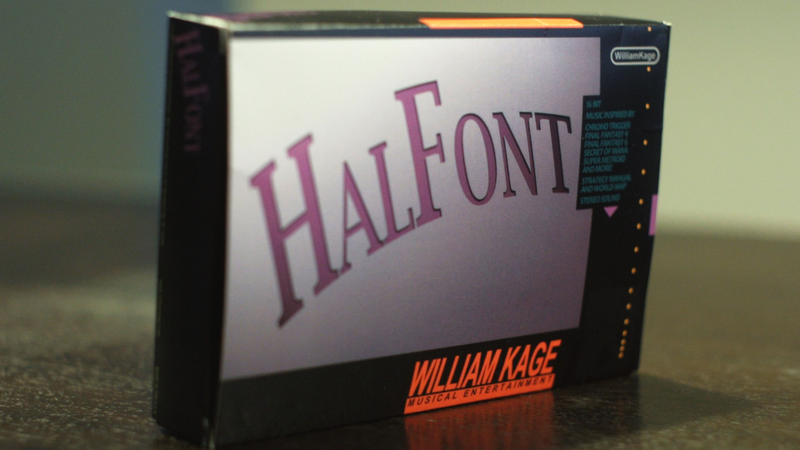 HALFONT
HALFONT
WilliamKage
16 BIT
MUSIC INSPIRED BY
CHRONO TRIGGER
FINAL FANTASY 4
FINAL FANTASY 6
SECRET OF MANA
SUPER METROID
AND MORE!
STRATEGY MANUAL
AND WORLD MAP
STEREO SOUND
WILLIAM KAGE
MUSICAL ENTERTAINMENT